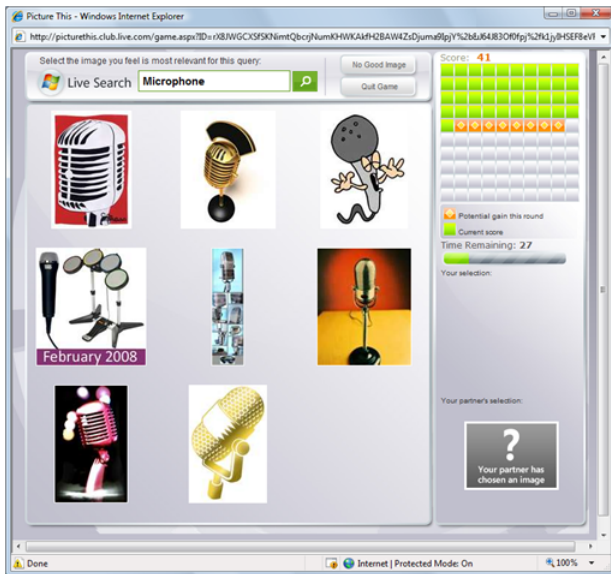 Picture This - Windows Internet Explorer
Select the image you feel is most relevant for this query:
Live Search
Microphone
No Good Image
Quit Game
February 2008
Score: 41
Potential gain this round
Current score
Time Remaining: 27
Your selection:
Your partner's selection:
?
Your partner has
chosen an image
Done
Internet | Protected Mode: On
100%